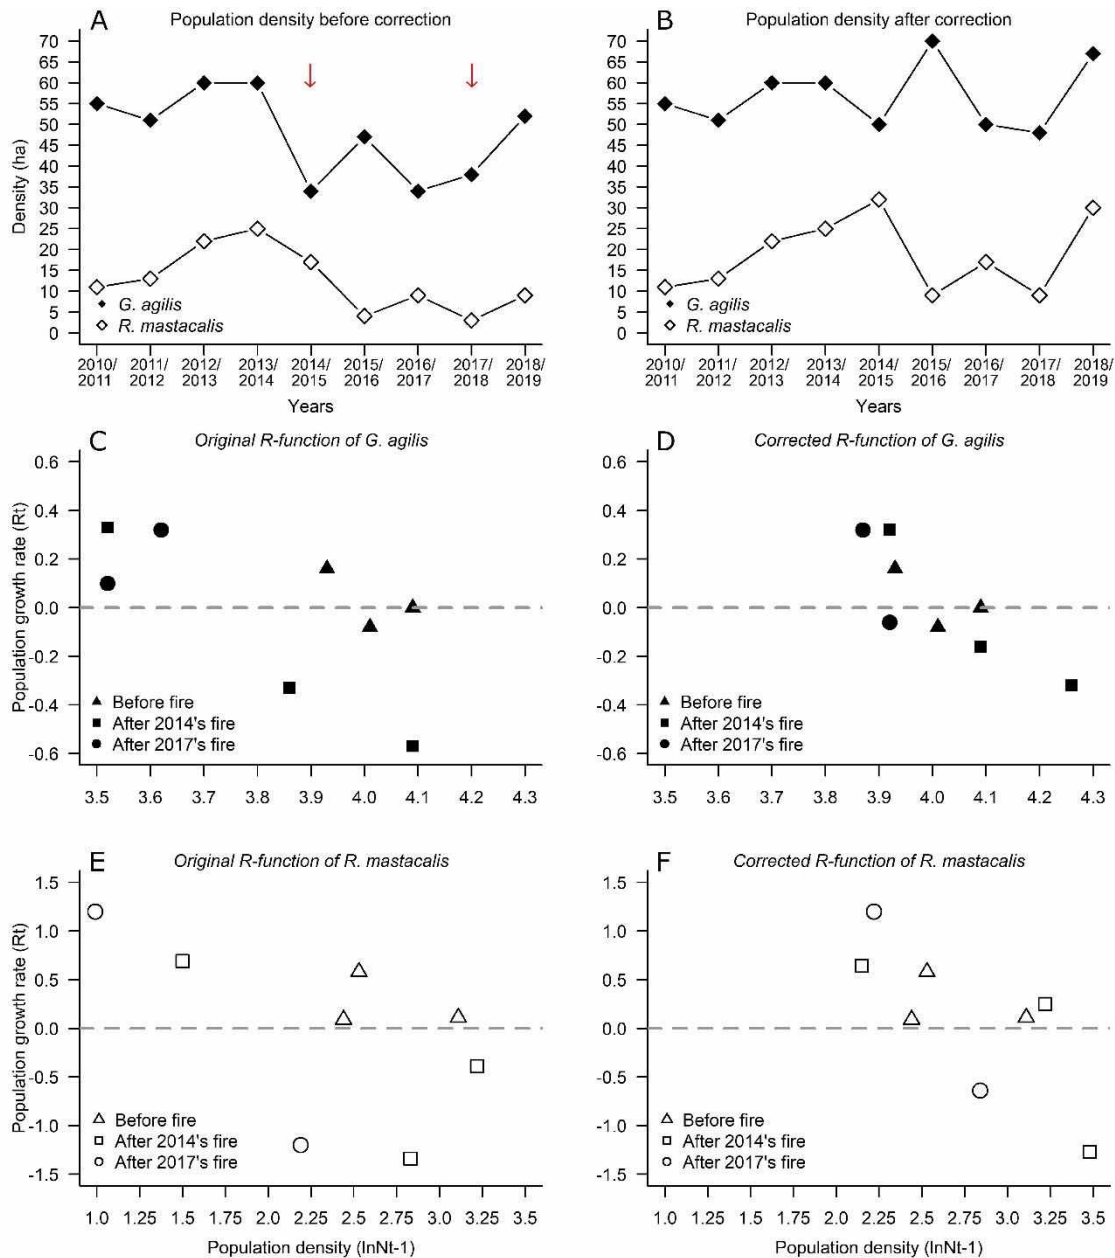 A Population density before correction
70
65
60
55
50
45
40
35
30
25
20
15
10
5
0
Density (ha)
G. agilis
R. mastacalis
2010/ 2011/ 2012/ 2013/ 2014/ 2015/ 2016/ 2017/ 2018/
2011 2012 2013 2014 2015 2016 2017 2018 2019
Years
B Population density after correction
70
65
60
55
50
45
40
35
30
25
20
15
10
5
0
G. agilis
R. mastacalis
2010/ 2011/ 2012/ 2013/ 2014/ 2015/ 2016/ 2017/ 2018/
2011 2012 2013 2014 2015 2016 2017 2018 2019
Years
C Original R-function of G. agilis
0.6
0.4
0.2
0.0
-0.2
-0.4
-0.6
Population growth rate (Rt)
Before fire
After 2014's fire
After 2017's fire
3.5 3.6 3.7 3.8 3.9 4.0 4.1 4.2 4.3
D Corrected R-function of G. agilis
0.6
0.4
0.2
0.0
-0.2
-0.4
-0.6
Before fire
After 2014's fire
After 2017's fire
3.5 3.6 3.7 3.8 3.9 4.0 4.1 4.2 4.3
E Original R-function of R. mastacalis
1.5
1.0
0.5
0.0
-0.5
-1.0
-1.5
Population growth rate (Rt)
Before fire
After 2014's fire
After 2017's fire
1.0 1.25 1.5 1.75 2.0 2.25 2.5 2.75 3.0 3.25 3.5
Population density (lnNt-1)
F Corrected R-function of R. mastacalis
1.5
1.0
0.5
0.0
-0.5
-1.0
-1.5
Before fire
After 2014's fire
After 2017's fire
1.0 1.25 1.5 1.75 2.0 2.25 2.5 2.75 3.0 3.25 3.5
Population density (lnNt-1)